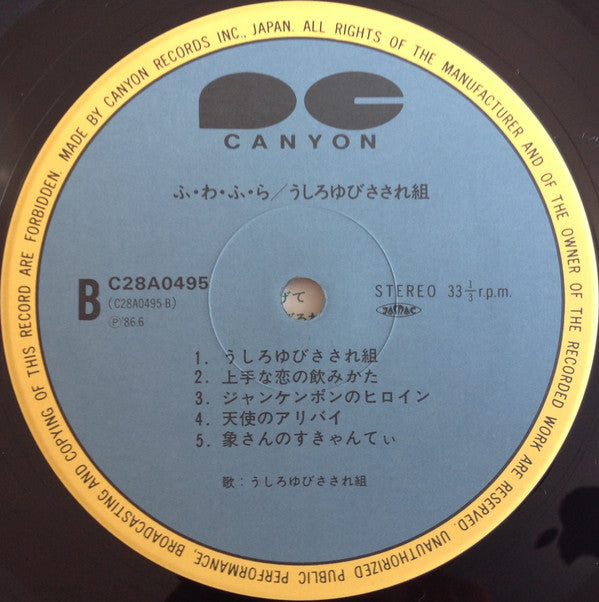 MADE BY CANYON RECORDS INC., JAPAN. ALL RIGHTS OF THE MANUFACTURER AND OF THE OWNER OF THE RECORDED WORK ARE RESERVED. UNAUTHORIZED PUBLIC PERFORMANCE, BROADCASTING AND COPYING OF THIS RECORD ARE FORBIDDEN.
CANYON
ふ・わ・ふ・ら/うしろゆびさされ組
B
C28A0495
(C28A0495-B)
Ⓟ'86.6
STEREO 33 1/3 r.p.m.
1. うしろゆびさされ組
2. 上手な恋の飲みかた
3. ジャンケンポンのヒロイン
4. 天使のアリバイ
5. 象さんのすきゃんてぃ
歌:うしろゆびさされ組